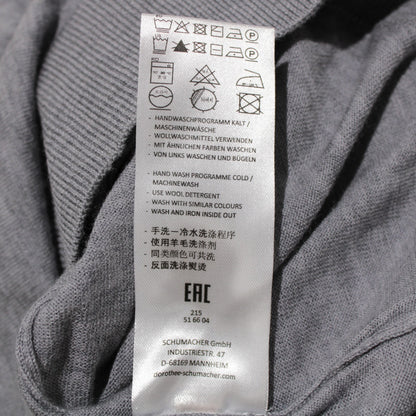 - HANDWASCHPROGRAMM KALT /
MASCHINENWÄSCHE
- WOLLWASCHMITTEL VERWENDEN
- MIT ÄHNLICHEN FARBEN WASCHEN
- VON LINKS WASCHEN UND BÜGELN
- HAND WASH PROGRAMME COLD /
MACHINEWASH
- USE WOOL DETERGENT
- WASH WITH SIMILAR COLOURS
- WASH AND IRON INSIDE OUT
- 手洗一冷水洗涤程序
- 使用羊毛洗涤剂
- 同类颜色可共洗
- 反面洗涤熨烫
EAC
215
51 66 04
SCHUMACHER GmbH
INDUSTRIESTR. 47
D-68169 MANNHEIM
dorothee-schumacher.com